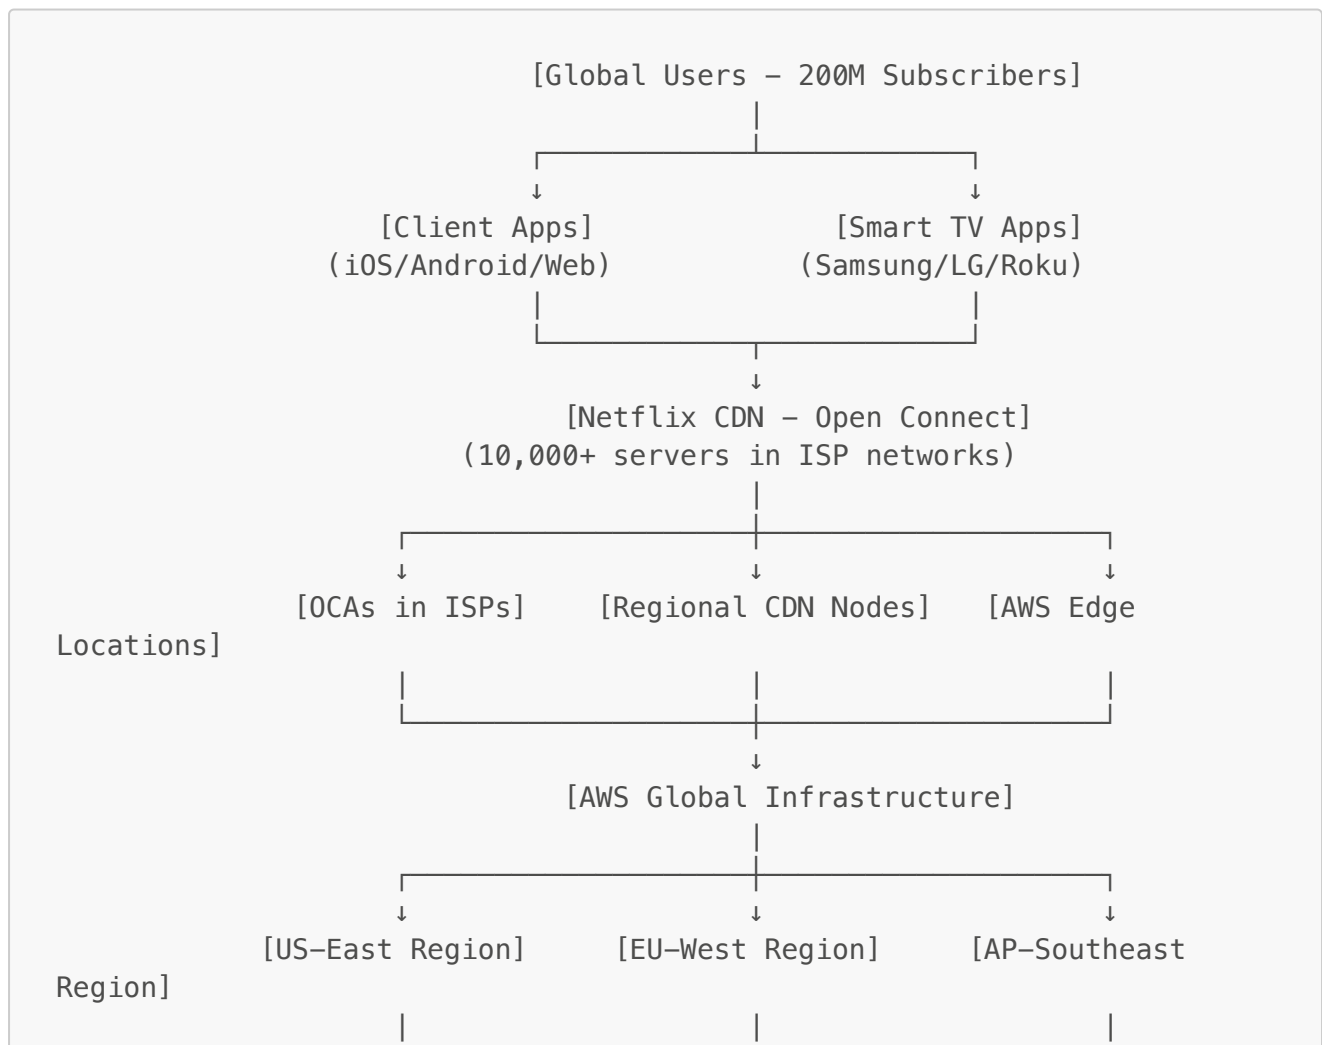 [Global Users – 200M Subscribers]
[Client Apps] [Smart TV Apps]
(iOS/Android/Web) (Samsung/LG/Roku)
[Netflix CDN – Open Connect]
(10,000+ servers in ISP networks)
[OCAs in ISPs] [Regional CDN Nodes] [AWS Edge
Locations]
[AWS Global Infrastructure]
[US–East Region] [EU–West Region] [AP–Southeast
Region]